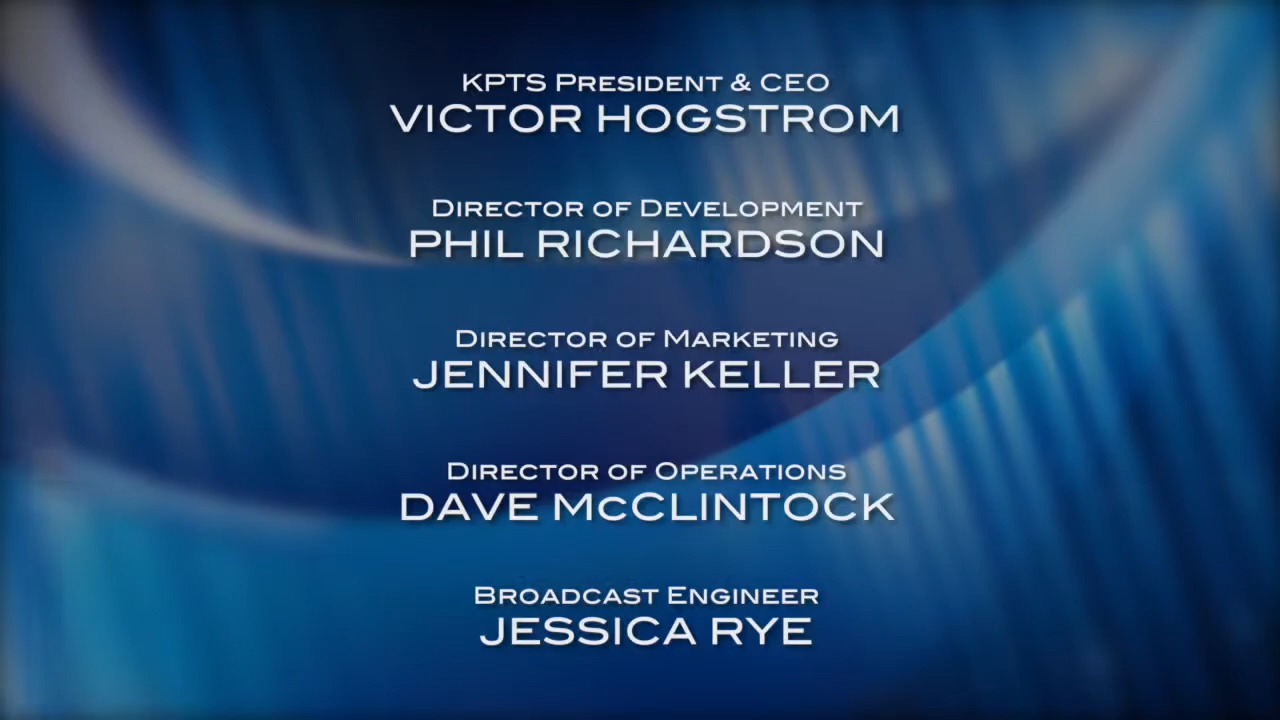 KPTS President & CEO
VICTOR HOGSTROM
Director of Development
PHIL RICHARDSON
Director of Marketing
JENNIFER KELLER
Director of Operations
DAVE McCLINTOCK
Broadcast Engineer
JESSICA RYE